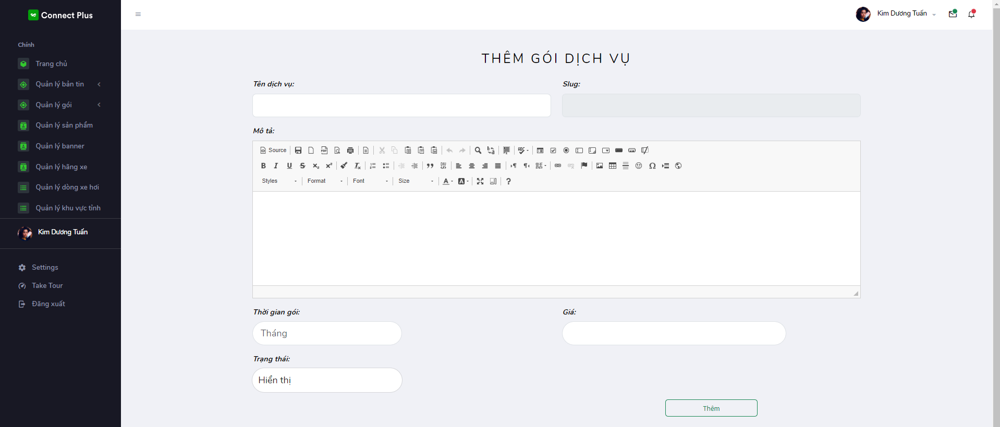 Connect Plus
Kim Dương Tuấn
Chính
Trang chủ
Quản lý bản tin
Quản lý gói
Quản lý sản phẩm
Quản lý banner
Quản lý hãng xe
Quản lý dòng xe hơi
Quản lý khu vực tỉnh
Kim Dương Tuấn
Settings
Take Tour
Đăng xuất
THÊM GÓI DỊCH VỤ
Tên dịch vụ:
Slug:
Mô tả:
Source
Styles
Format
Font
Size
Thời gian gói:
Giá:
Tháng
Trạng thái:
Hiển thị
Thêm